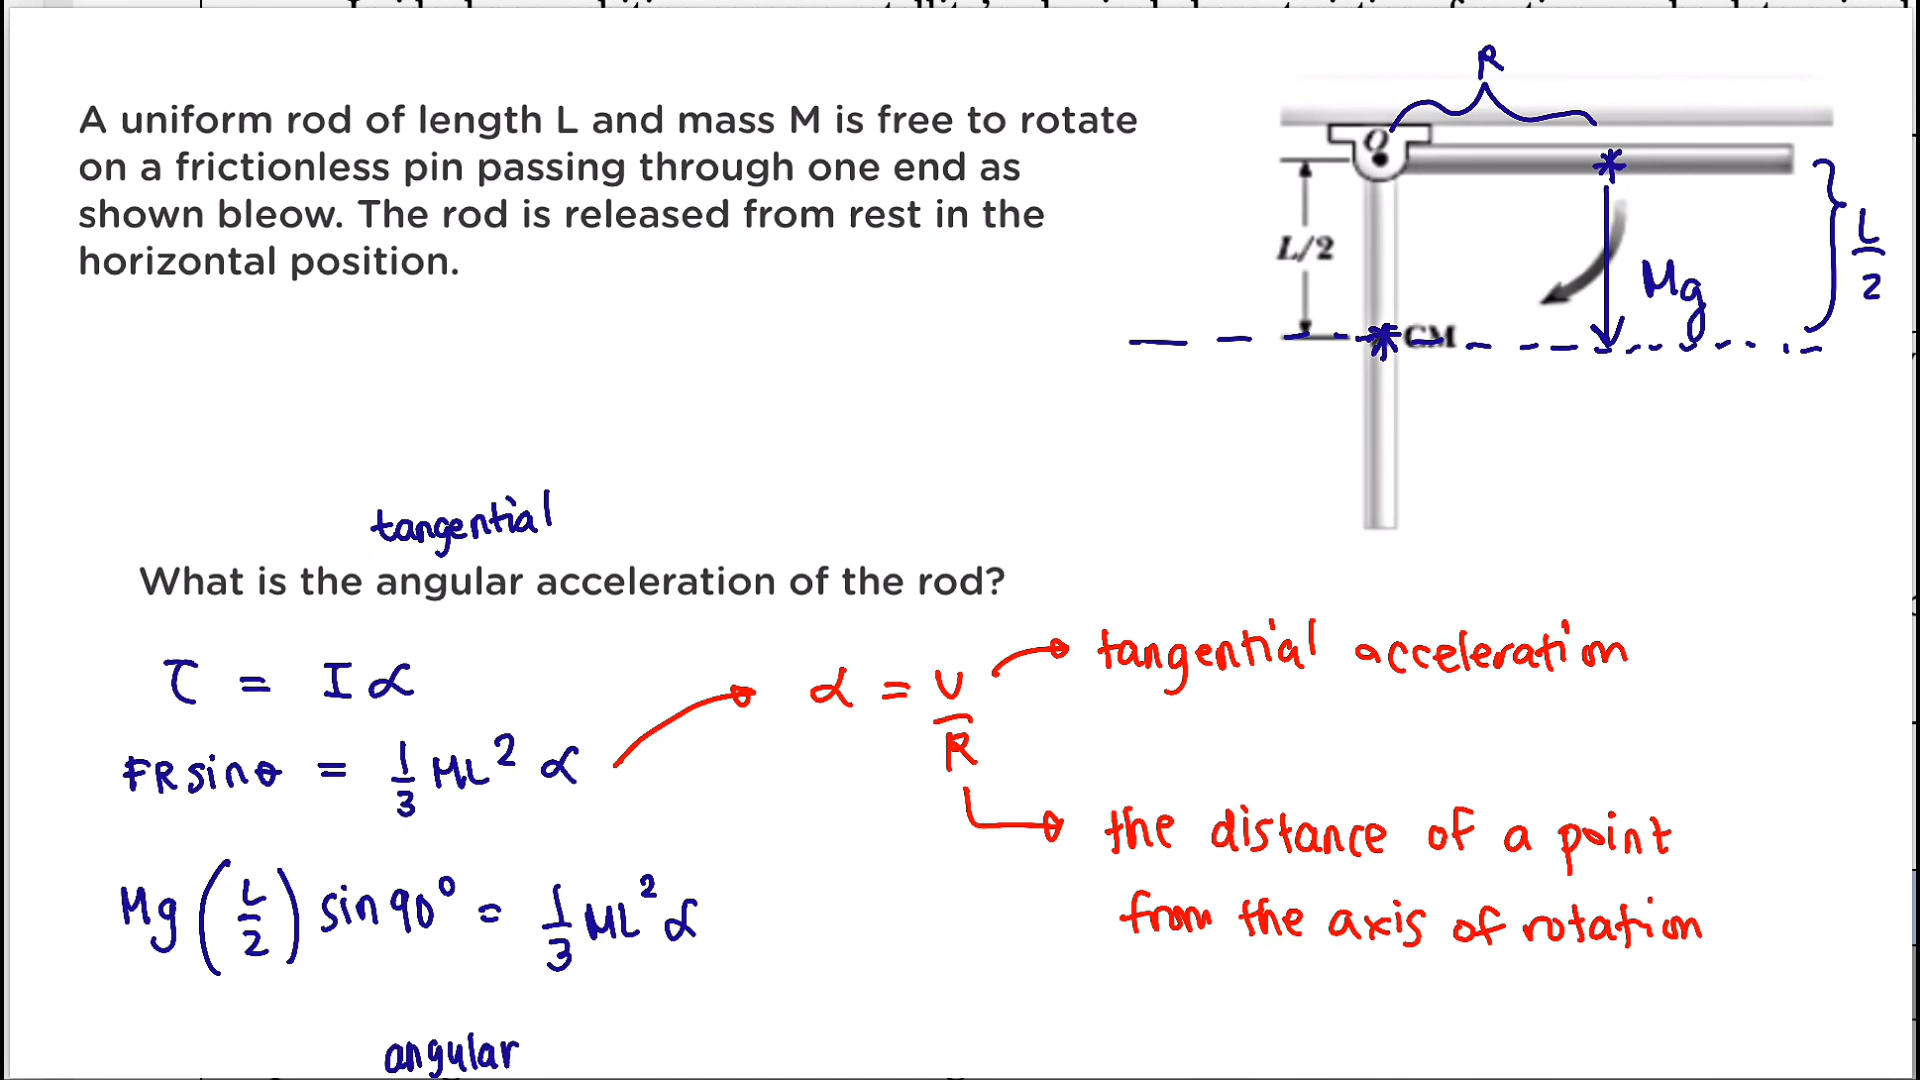 A uniform rod of length L and mass M is free to rotate
on a frictionless pin passing through one end as
shown bleow. The rod is released from rest in the
horizontal position.
R
O
L/2
CM
Mg
L/2
tangential
What is the angular acceleration of the rod?
τ = Iα
FRsinθ = 1/3 ML² α
Mg (L/2) sin90° = 1/3 ML² α
angular
α = v/R
tangential acceleration
the distance of a point
from the axis of rotation